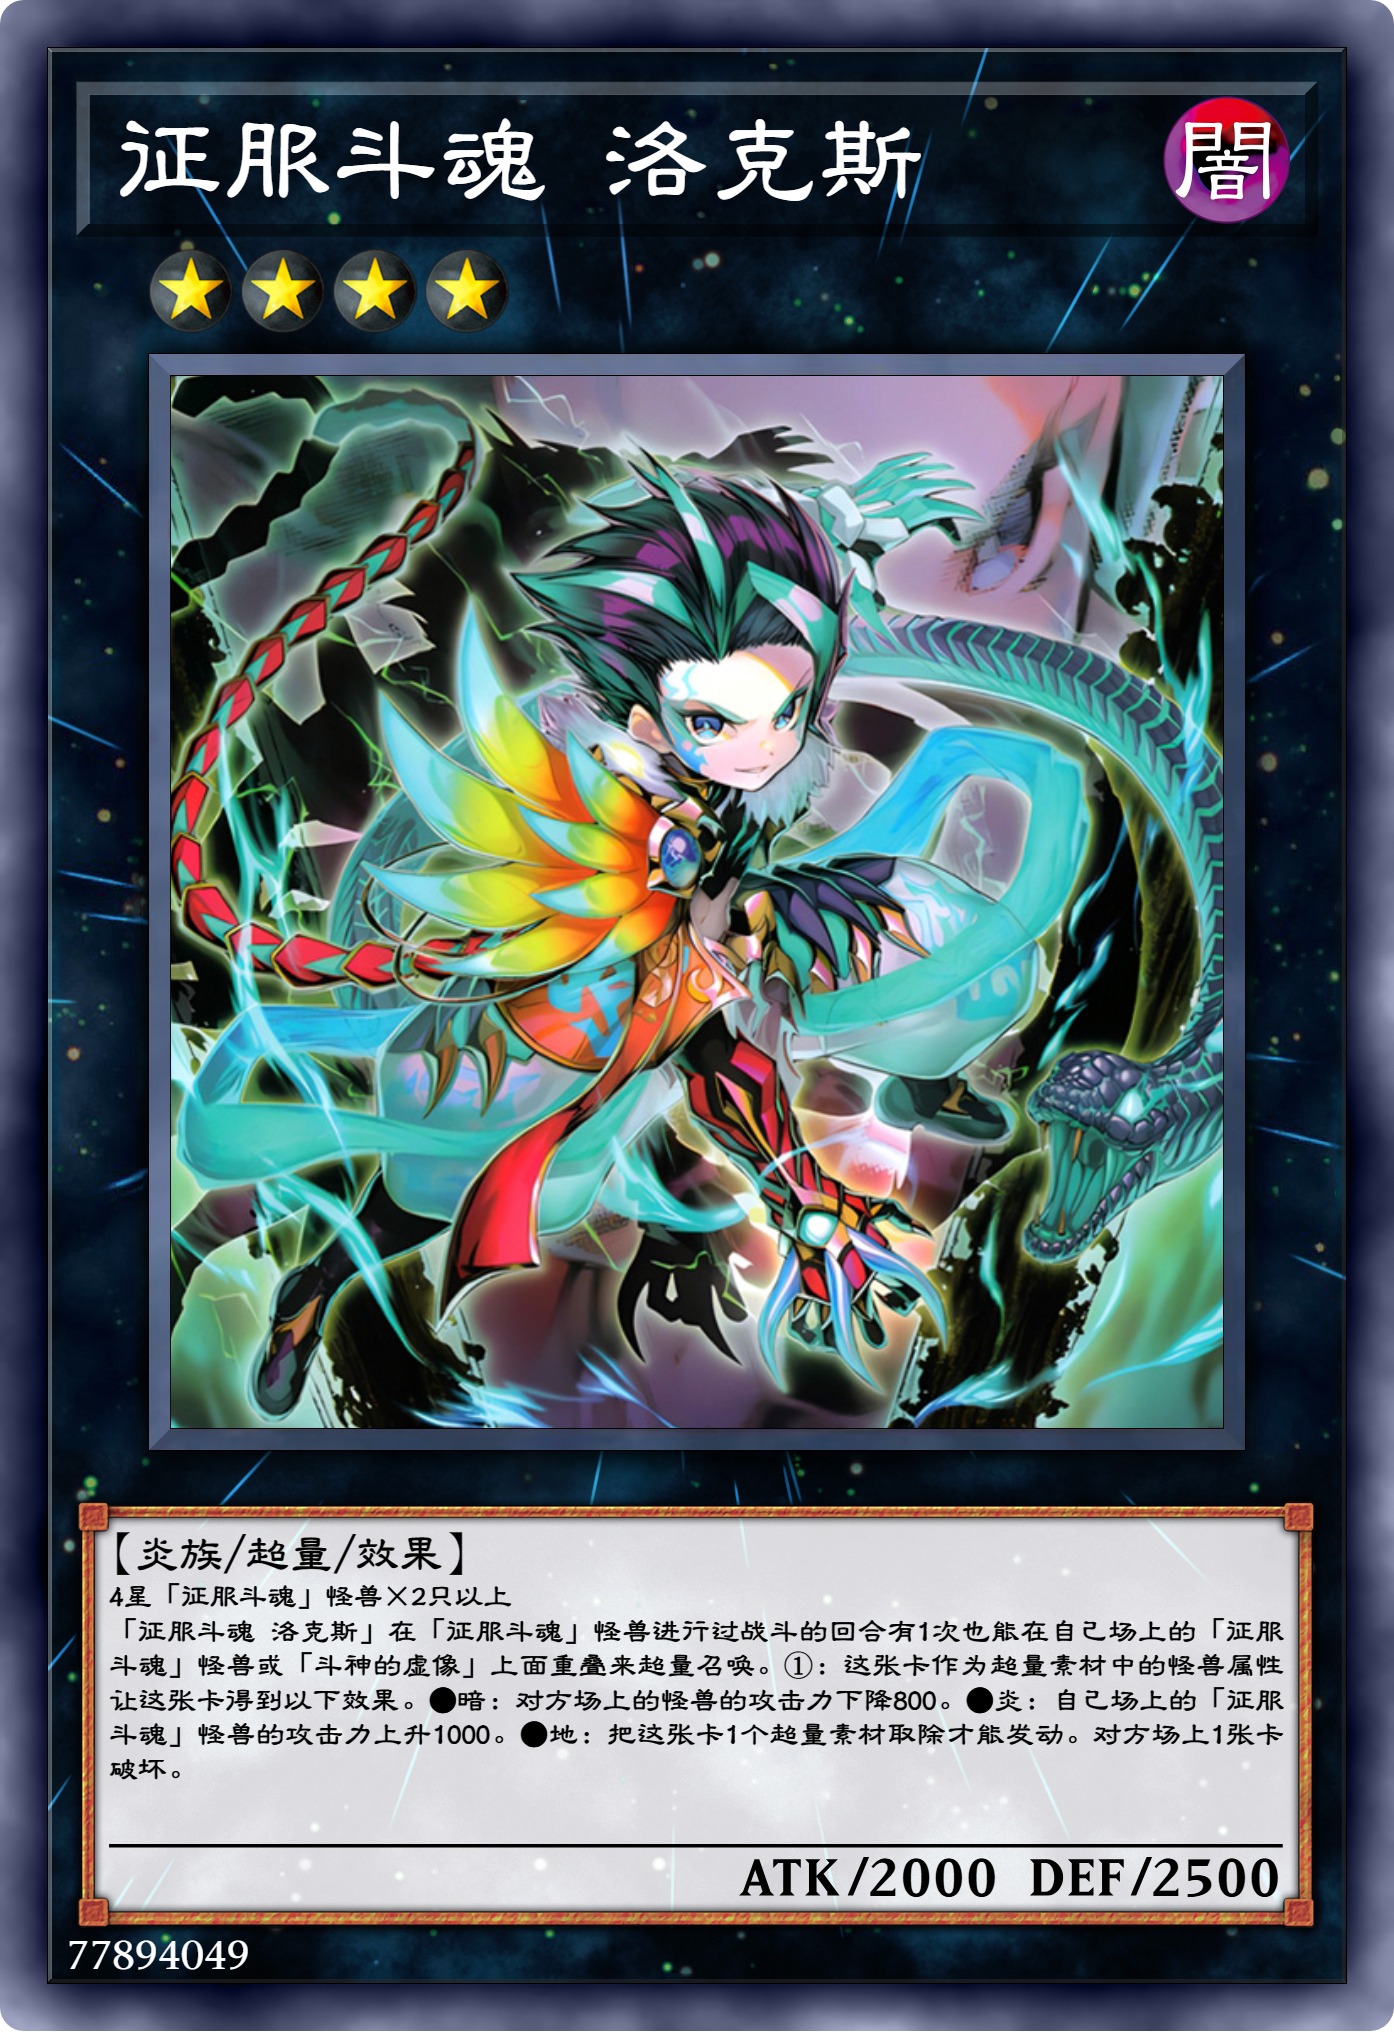 征服斗魂 洛克斯
闇
【炎族/超量/效果】
4星「征服斗魂」怪兽×2只以上
「征服斗魂 洛克斯」在「征服斗魂」怪兽进行过战斗的回合有1次也能在自己场上的「征服
斗魂」怪兽或「斗神的虚像」上面重叠来超量召唤。①：这张卡作为超量素材中的怪兽属性
让这张卡得到以下效果。●暗：对方场上的怪兽的攻击力下降800。●炎：自己场上的「征服
斗魂」怪兽的攻击力上升1000。●地：把这张卡1个超量素材取除才能发动。对方场上1张卡
破坏。
ATK/2000 DEF/2500
77894049